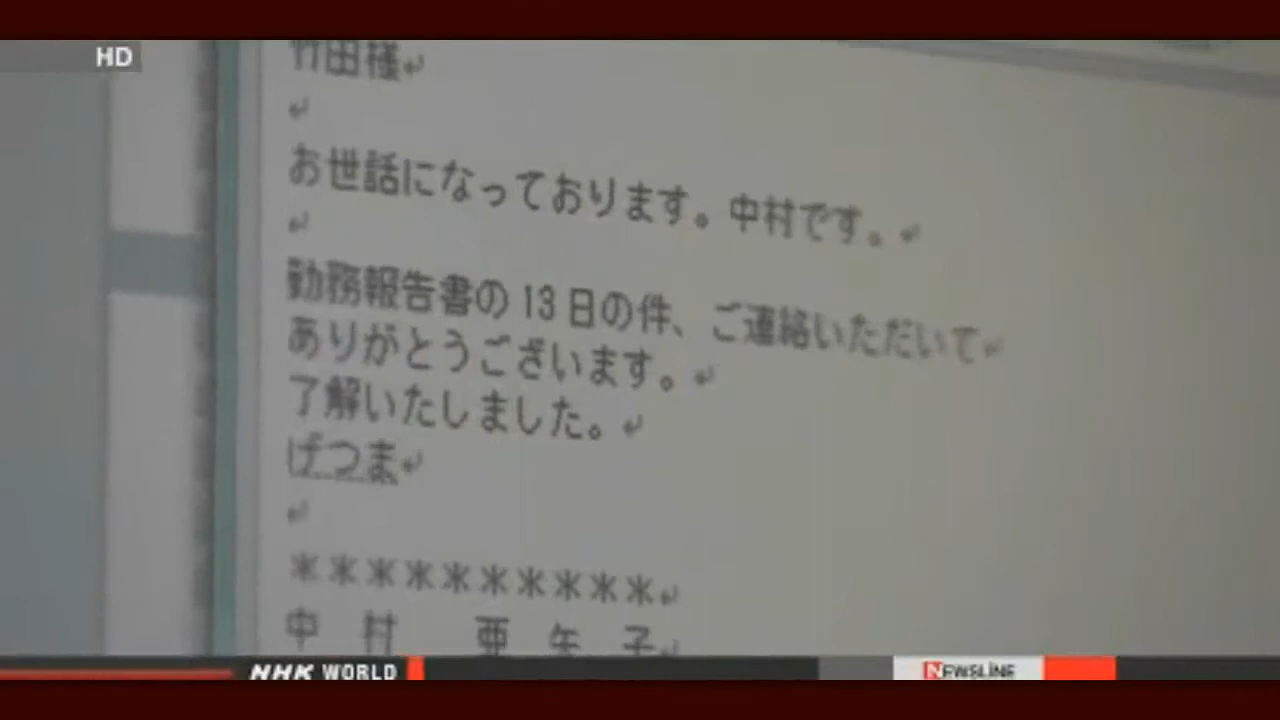 HD
竹田様↵
↵
お世話になっております。中村です。↵
↵
勤務報告書の13日の件、ご連絡いただいて↵
ありがとうございます。↵
了解いたしました。↵
げつま↵
↵
＊＊＊＊＊＊＊＊＊＊↵
中　村　　亜　矢　子↵
NHK WORLD
NEWSLINE